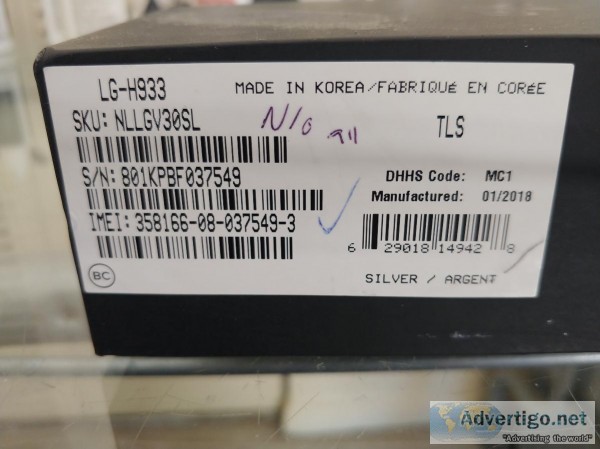 LG-H933
MADE IN KOREA/FABRIQUÉ EN CORÉE
SKU: NLLGV30SL
TLS
S/N: 801KPBF037549
DHHS Code: MC1
Manufactured: 01/2018
IMEI: 358166-08-037549-3
6 29018 14942 8
BC
SILVER / ARGENT
Advertigo.net
"Advertising the world"